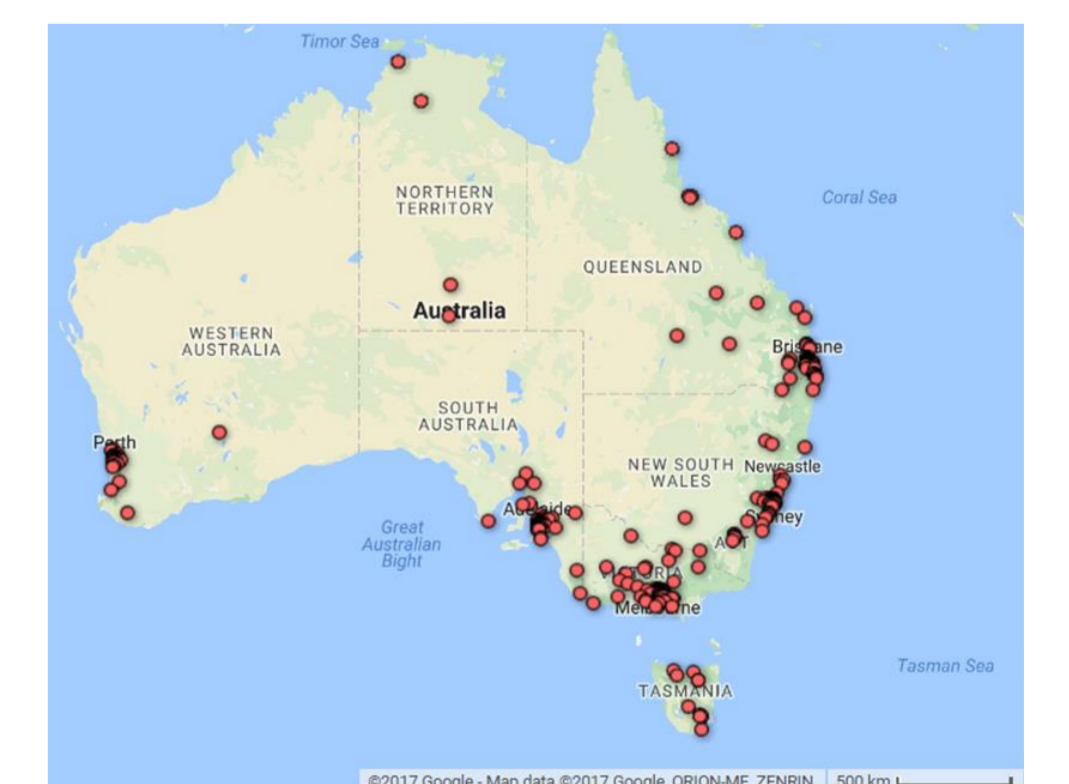 Timor Sea
NORTHERN
TERRITORY
Coral Sea
QUEENSLAND
Australia
WESTERN
AUSTRALIA
Brisbane
SOUTH
AUSTRALIA
Perth
NEW SOUTH
WALES
Newcastle
Adelaide
Sydney
Great
Australian
Bight
ACT
VICTORIA
Melbourne
Tasman Sea
TASMANIA
©2017 Google - Map data ©2017 Google, ORION-ME, ZENRIN
500 km